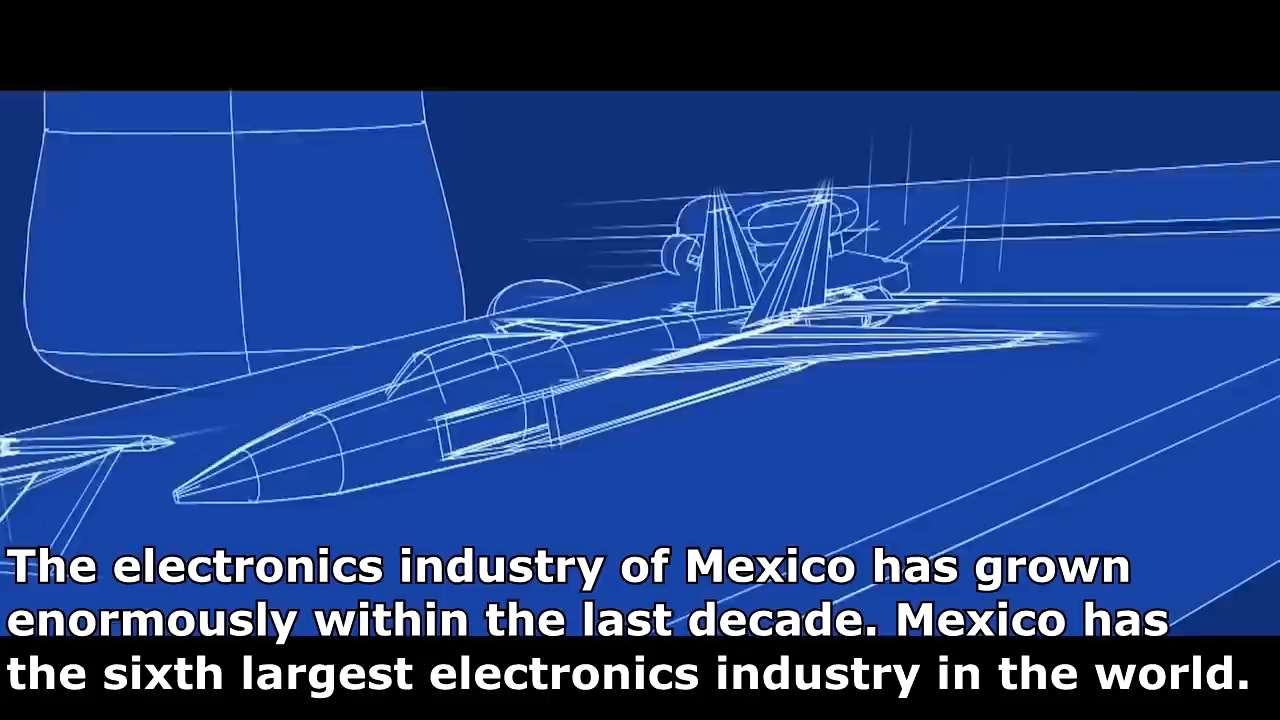 The electronics industry of Mexico has grown
enormously within the last decade. Mexico has
the sixth largest electronics industry in the world.